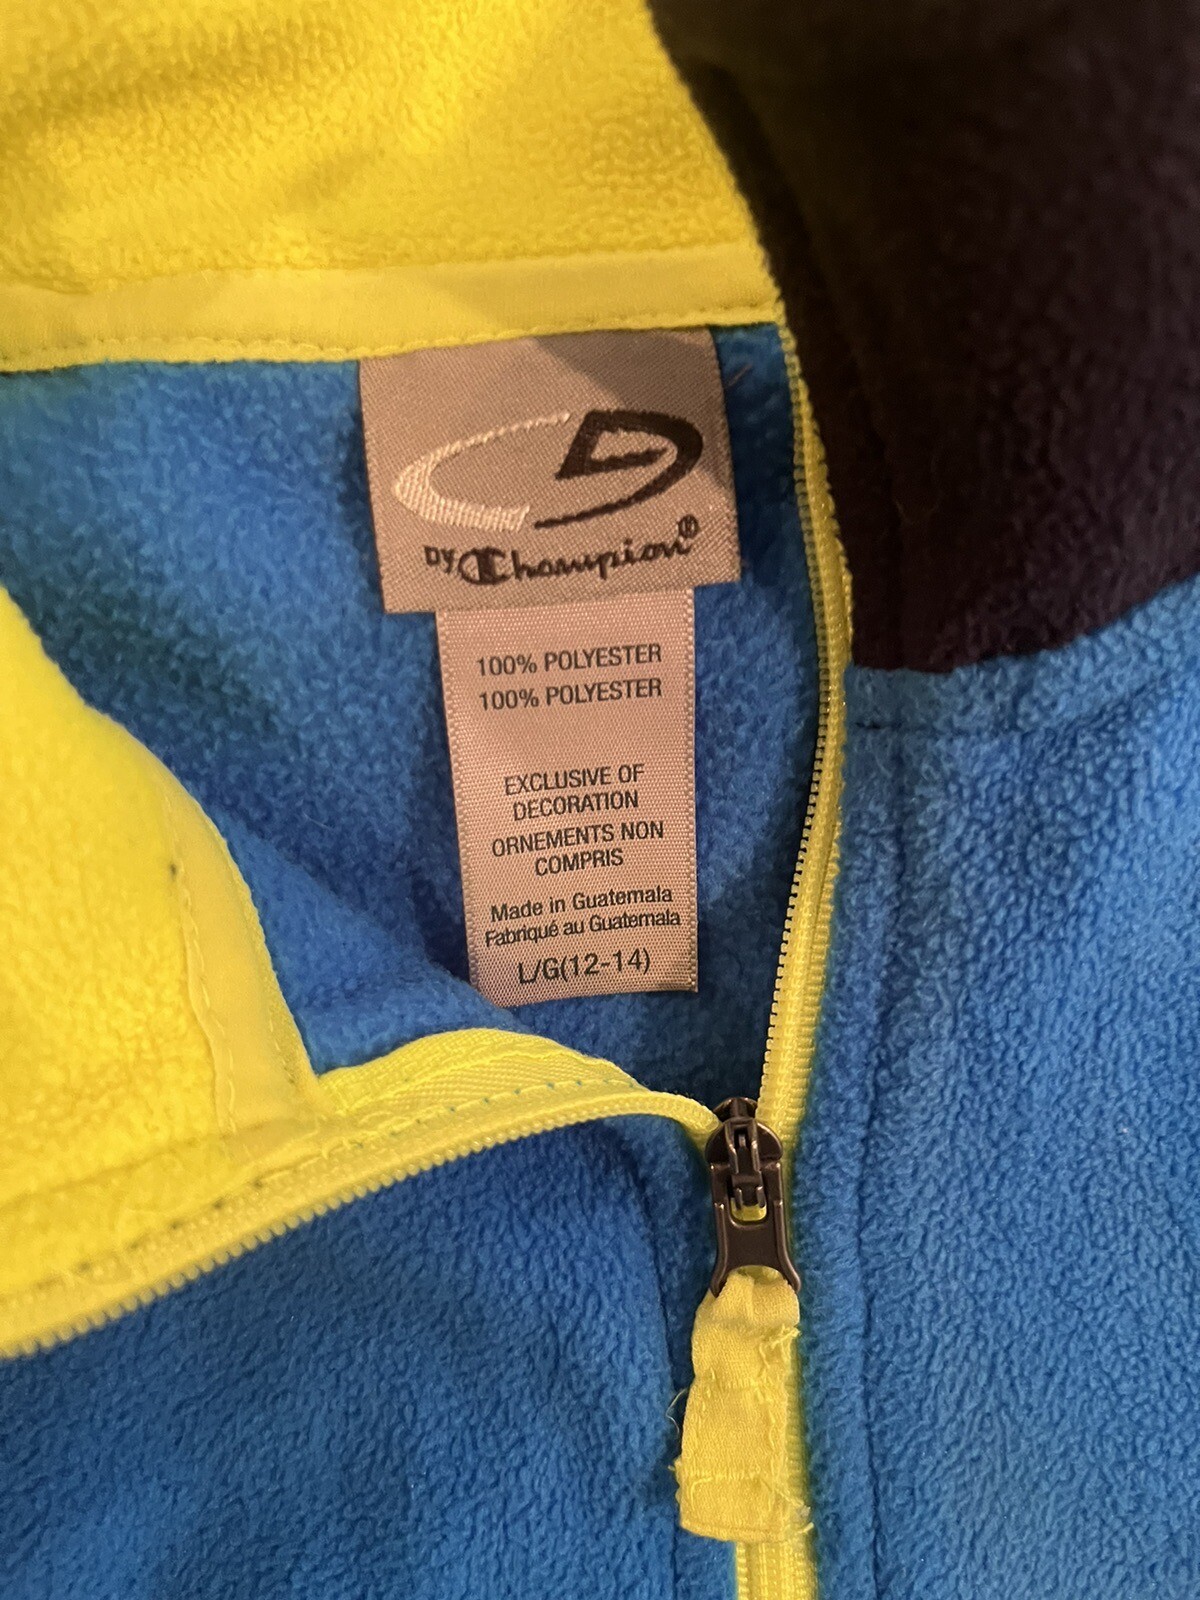 BY Champion®
100% POLYESTER
100% POLYESTER
EXCLUSIVE OF
DECORATION
ORNEMENTS NON
COMPRIS
Made in Guatemala
Fabriqué au Guatemala
L/G(12-14)